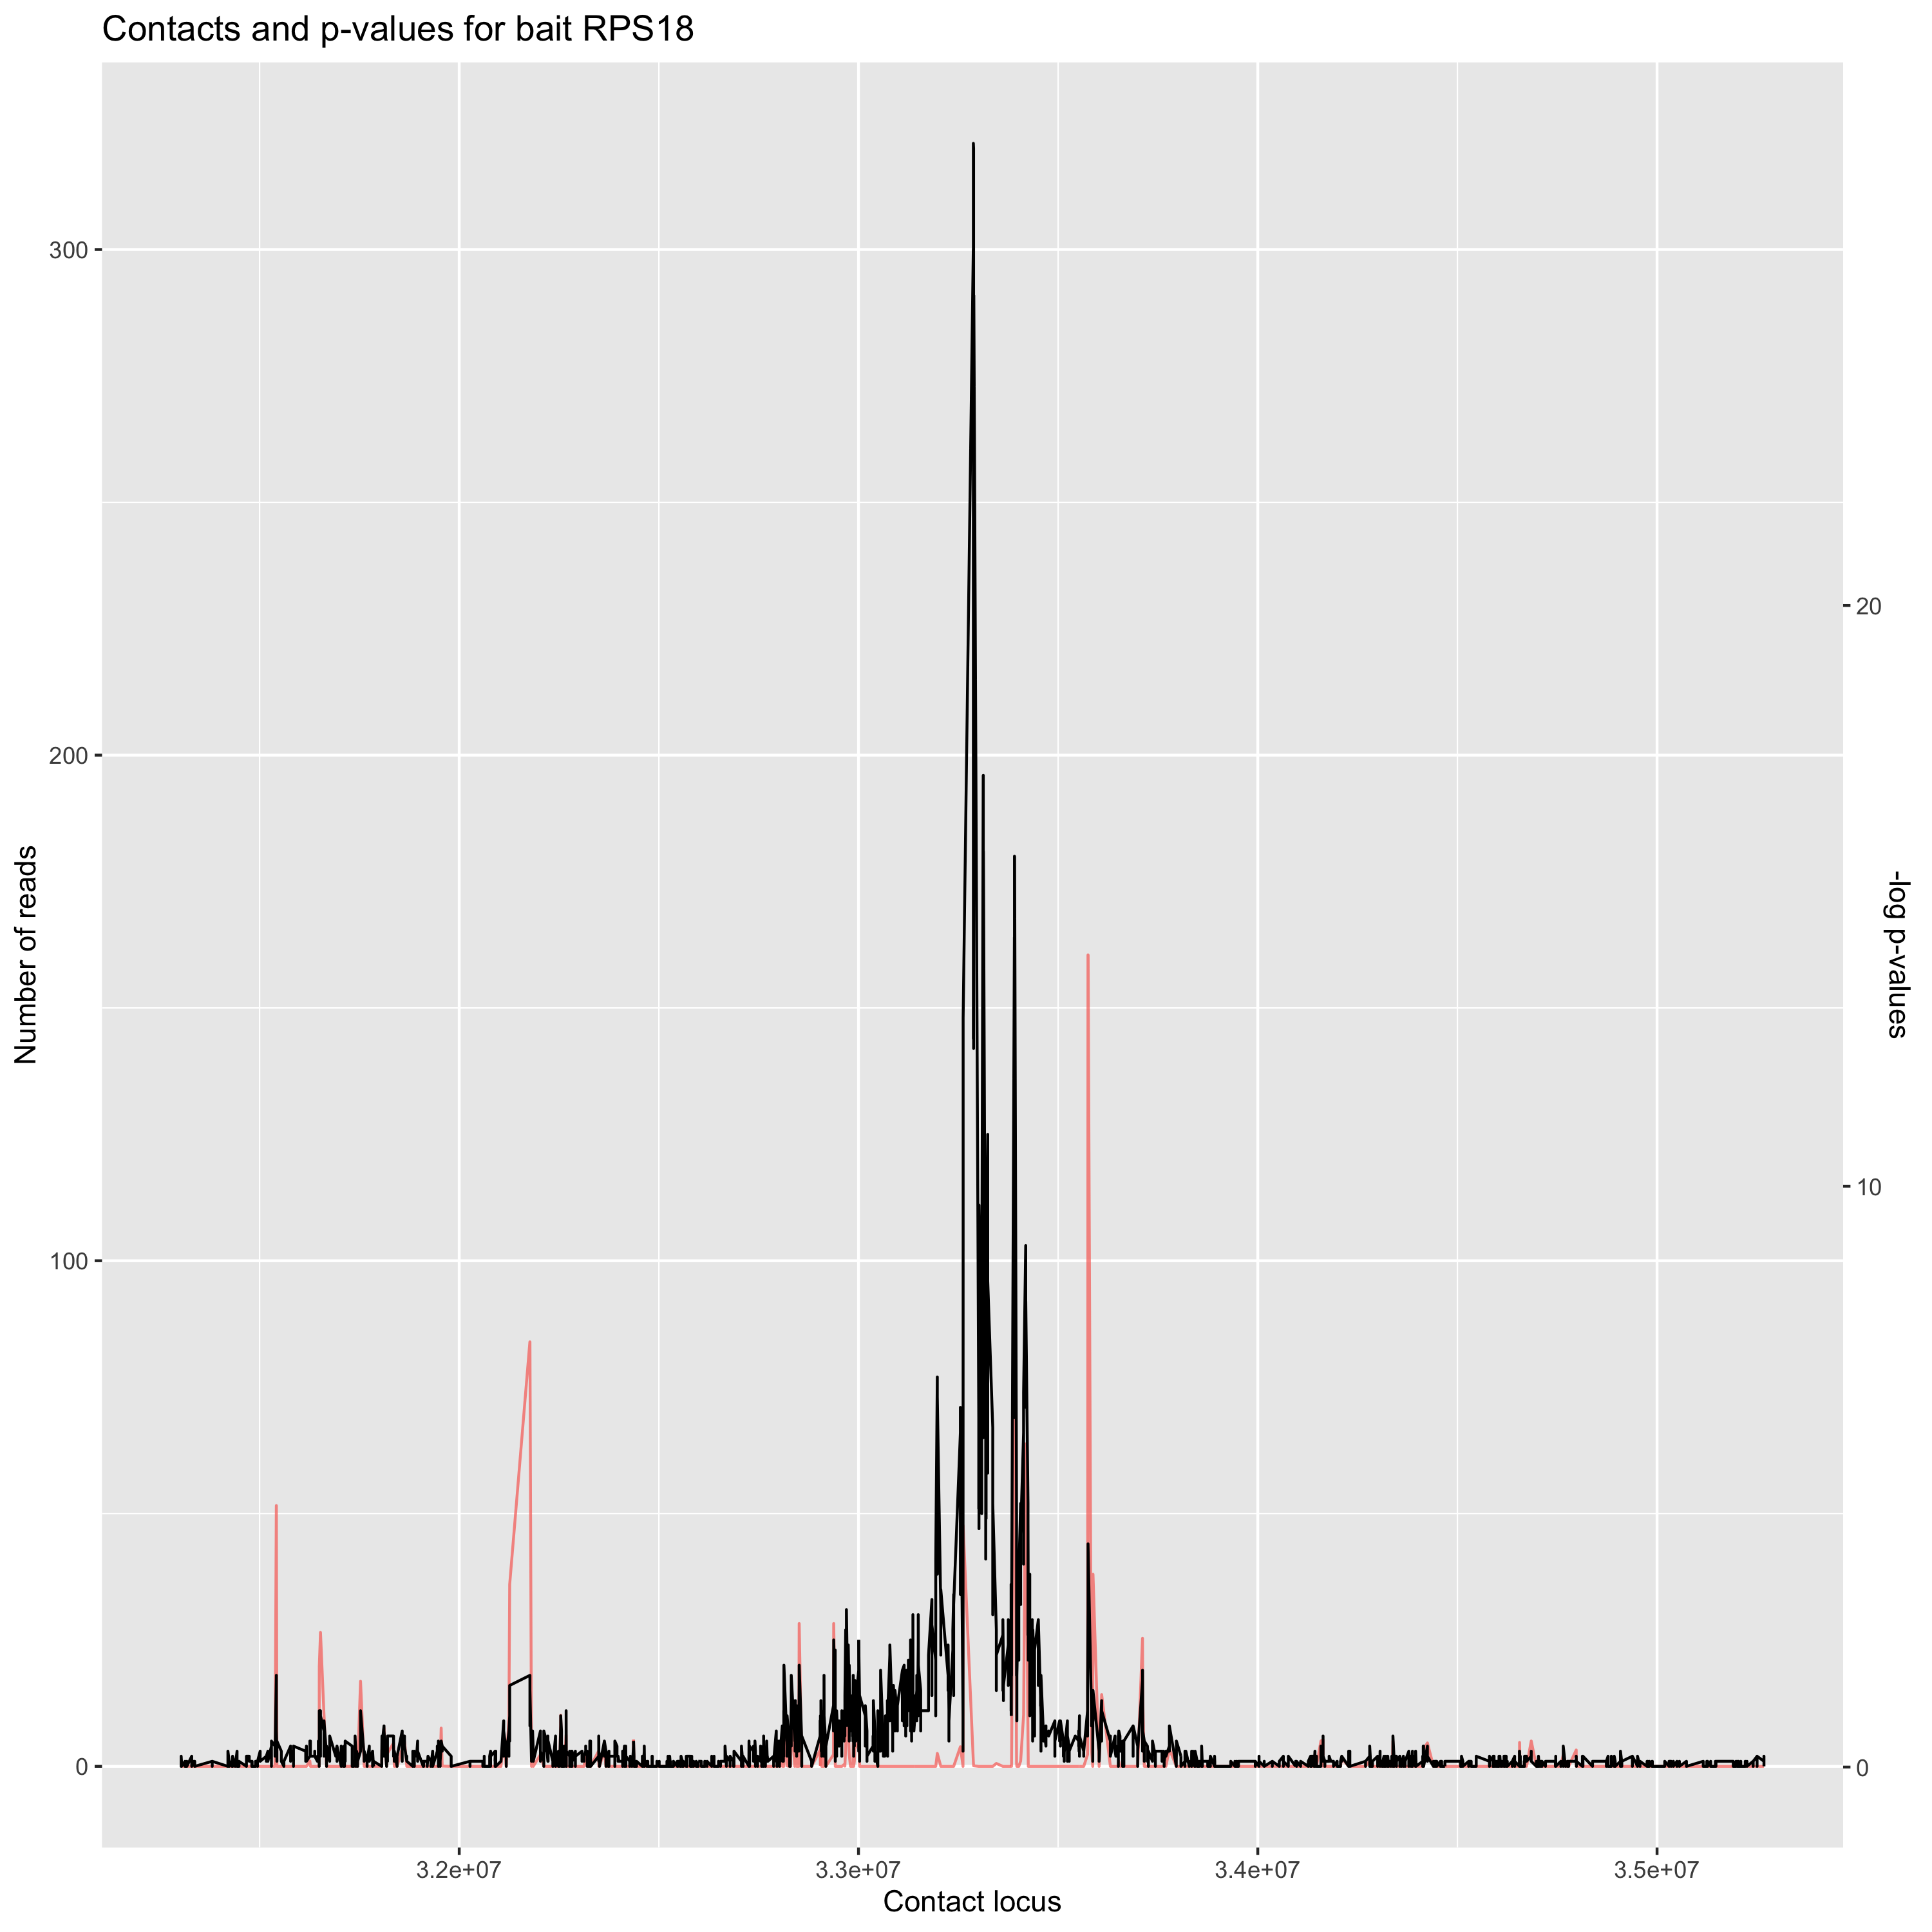 Contacts and p-values for bait RPS18
300
200
100
0
Number of reads
20
10
0
-log p-values
3.2e+07
3.3e+07
3.4e+07
3.5e+07
Contact locus